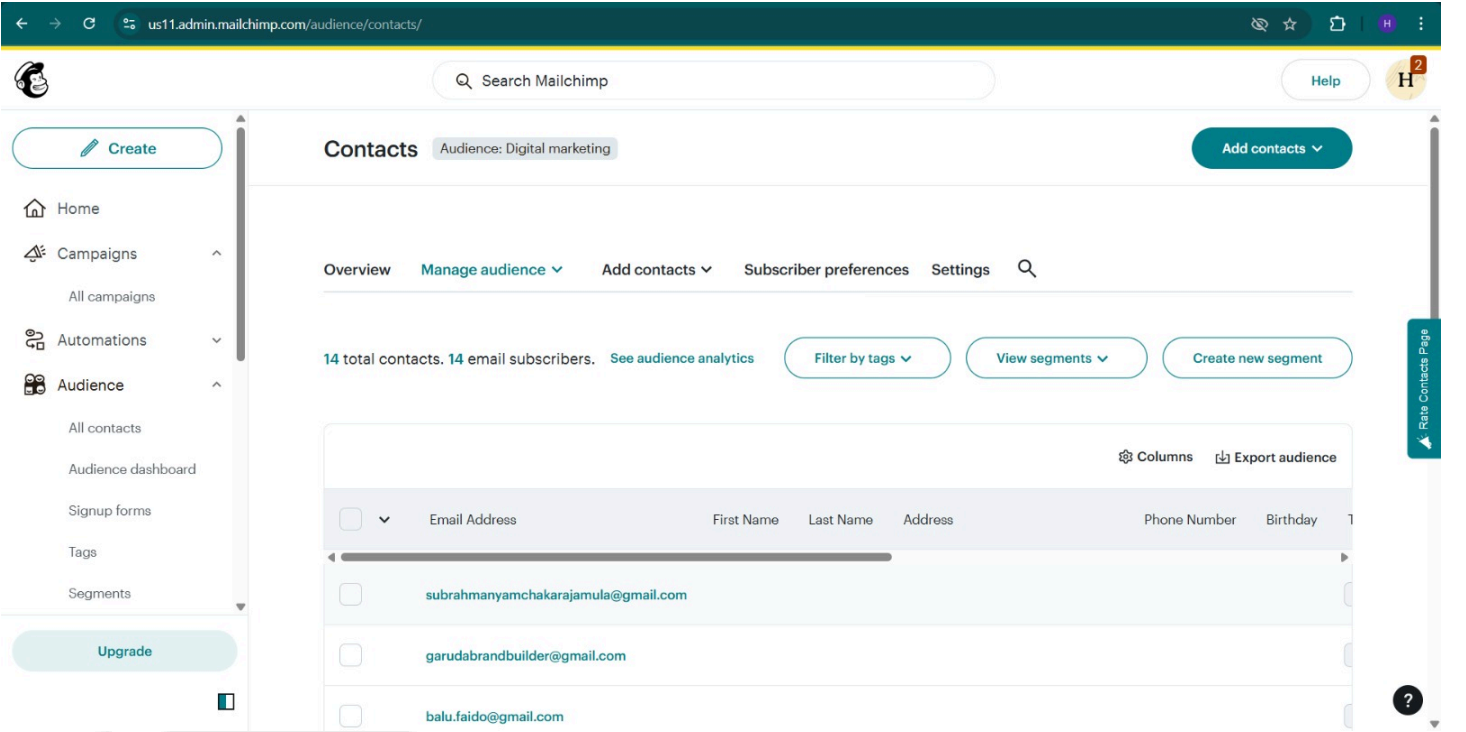 us11.admin.mailchimp.com/audience/contacts/
H
Search Mailchimp
Help
H
2
Create
Home
Campaigns
All campaigns
Automations
Audience
All contacts
Audience dashboard
Signup forms
Tags
Segments
Upgrade
Contacts
Audience: Digital marketing
Add contacts
Overview Manage audience Add contacts Subscriber preferences Settings
14 total contacts. 14 email subscribers. See audience analytics
Filter by tags
View segments
Create new segment
Columns Export audience
Email Address First Name Last Name Address Phone Number Birthday
subrahmanyamchakarajamula@gmail.com
garudabrandbuilder@gmail.com
balu.faido@gmail.com
Rate Contacts Page
?